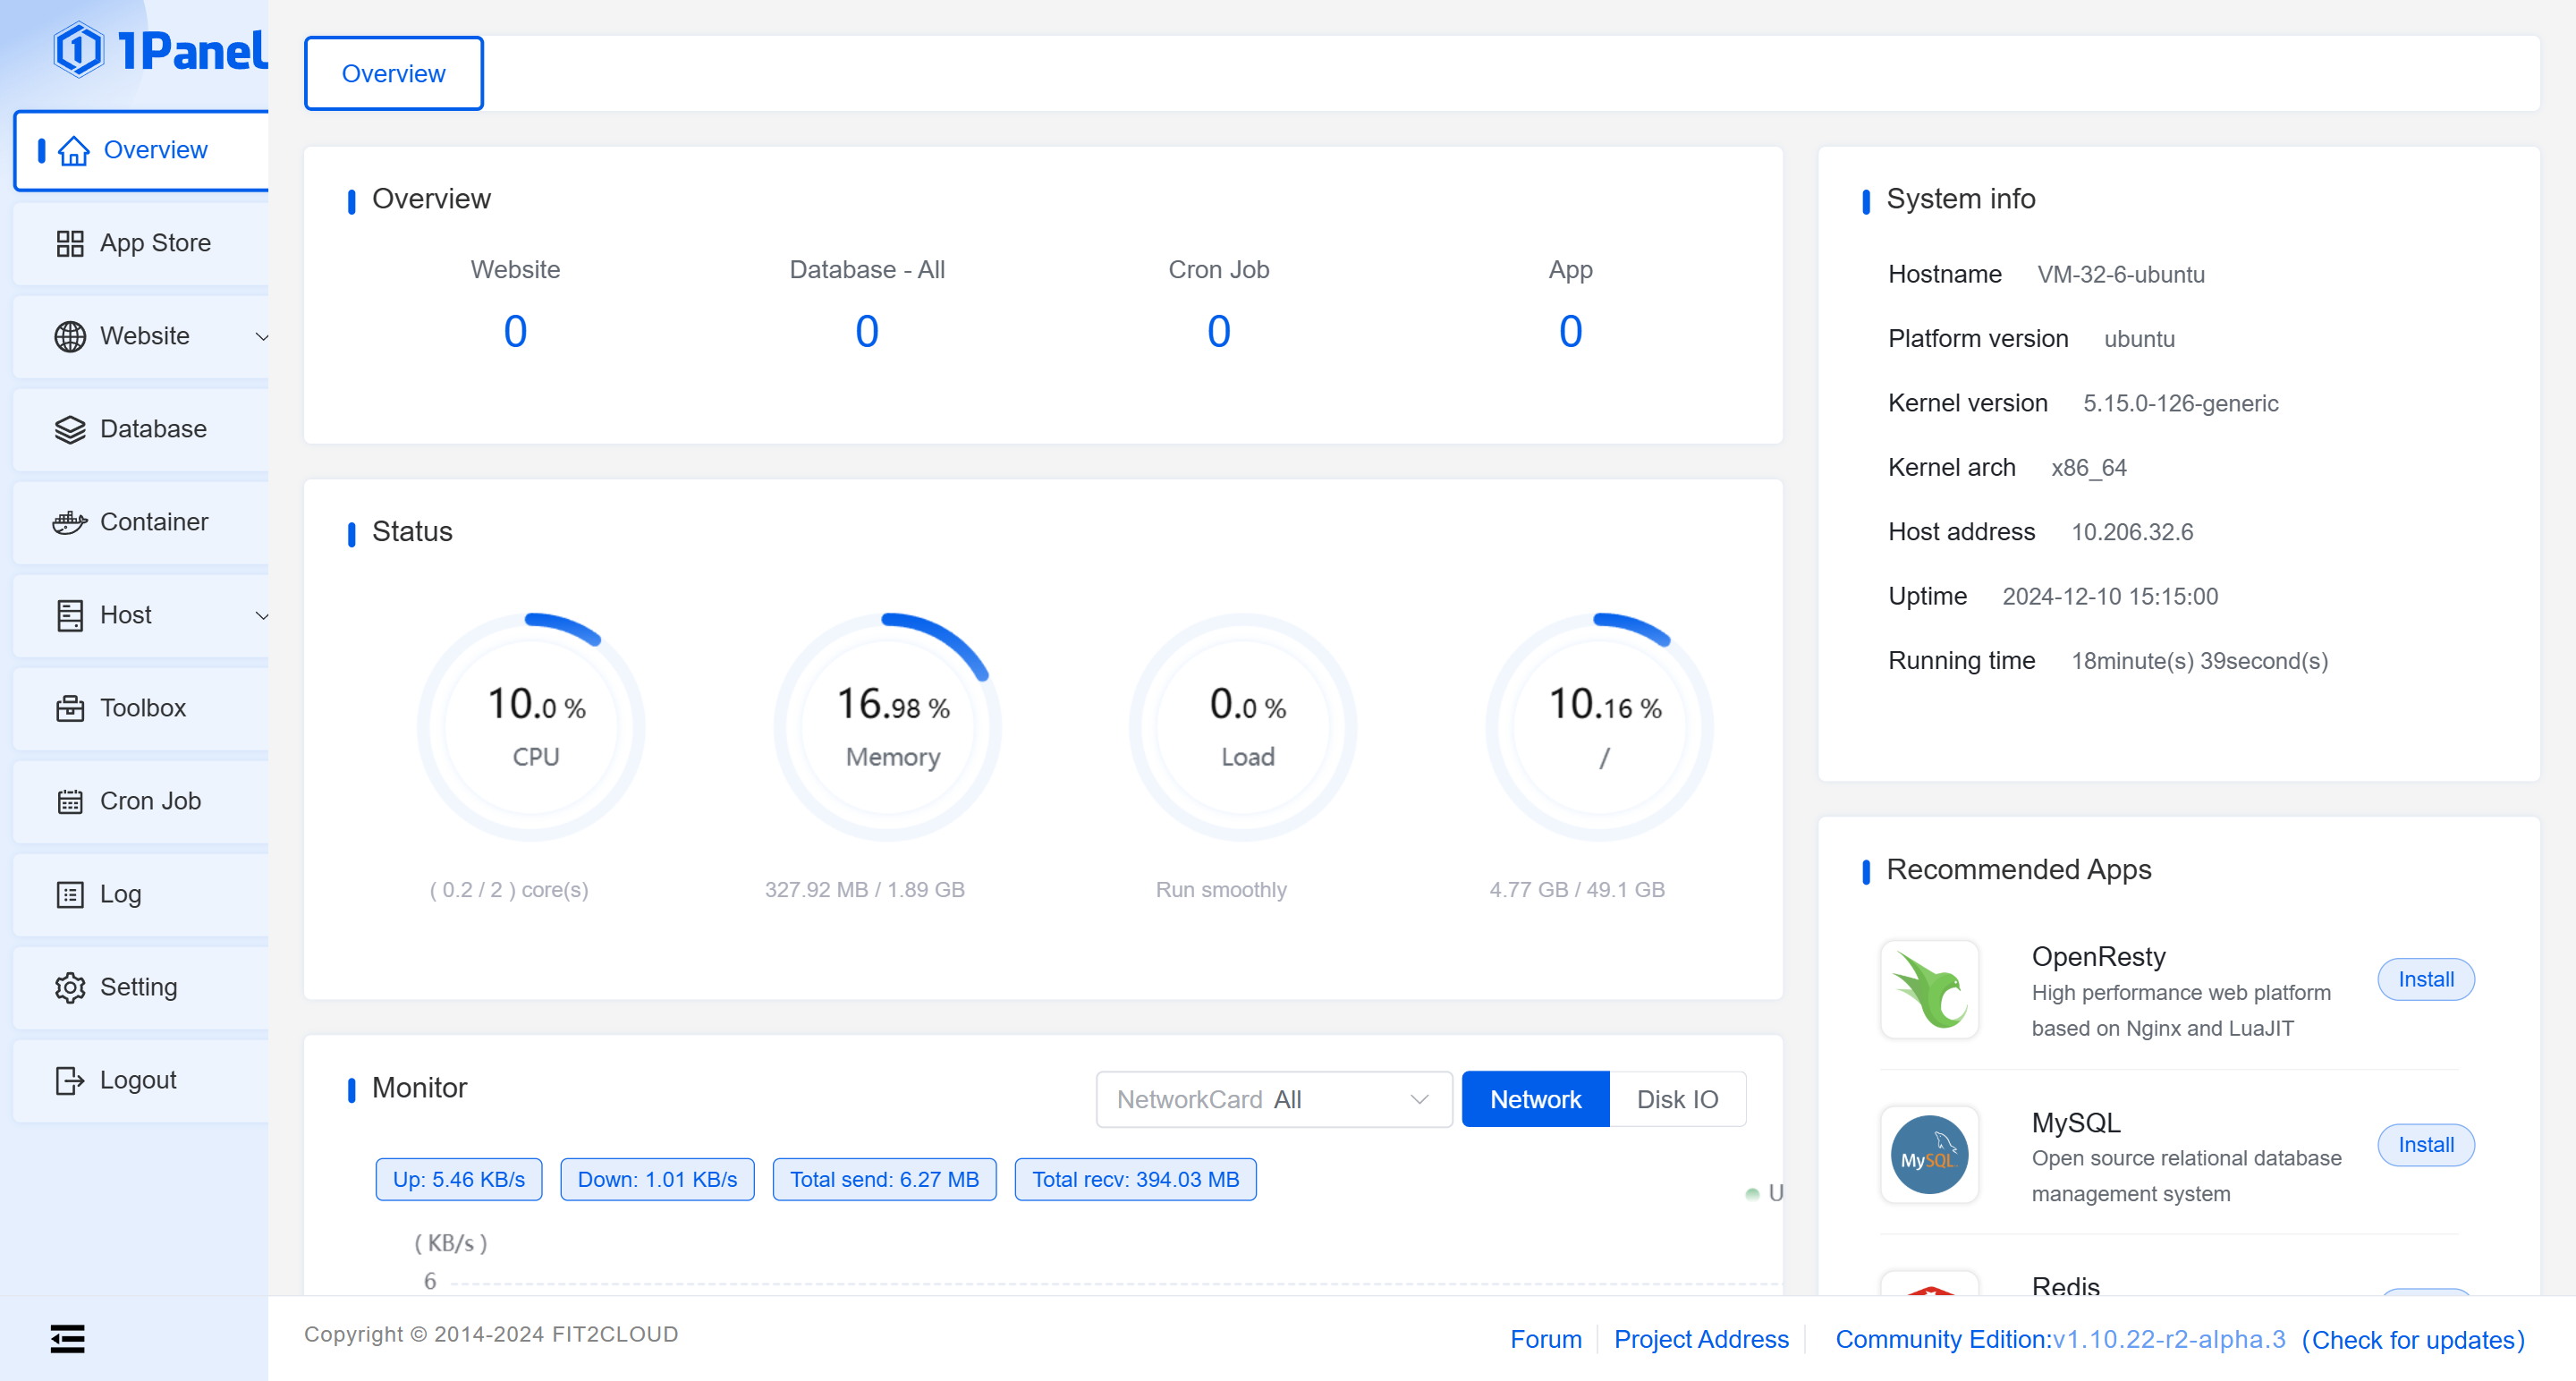 1Panel
Overview
App Store
Website
Database
Container
Host
Toolbox
Cron Job
Log
Setting
Logout
Overview
Overview
Website
Database - All
Cron Job
App
0
0
0
0
Status
10.0 %
CPU
( 0.2 / 2 ) core(s)
16.98 %
Memory
327.92 MB / 1.89 GB
0.0 %
Load
Run smoothly
10.16 %
/
4.77 GB / 49.1 GB
Monitor
NetworkCard All
Network
Disk IO
Up: 5.46 KB/s
Down: 1.01 KB/s
Total send: 6.27 MB
Total recv: 394.03 MB
U
( KB/s )
6
System info
Hostname VM-32-6-ubuntu
Platform version ubuntu
Kernel version 5.15.0-126-generic
Kernel arch x86_64
Host address 10.206.32.6
Uptime 2024-12-10 15:15:00
Running time 18minute(s) 39second(s)
Recommended Apps
OpenResty
High performance web platform
based on Nginx and LuaJIT
Install
MySQL
MySQL
Open source relational database
management system
Install
Redis
Copyright © 2014-2024 FIT2CLOUD
Forum
Project Address
Community Edition:v1.10.22-r2-alpha.3 (Check for updates)